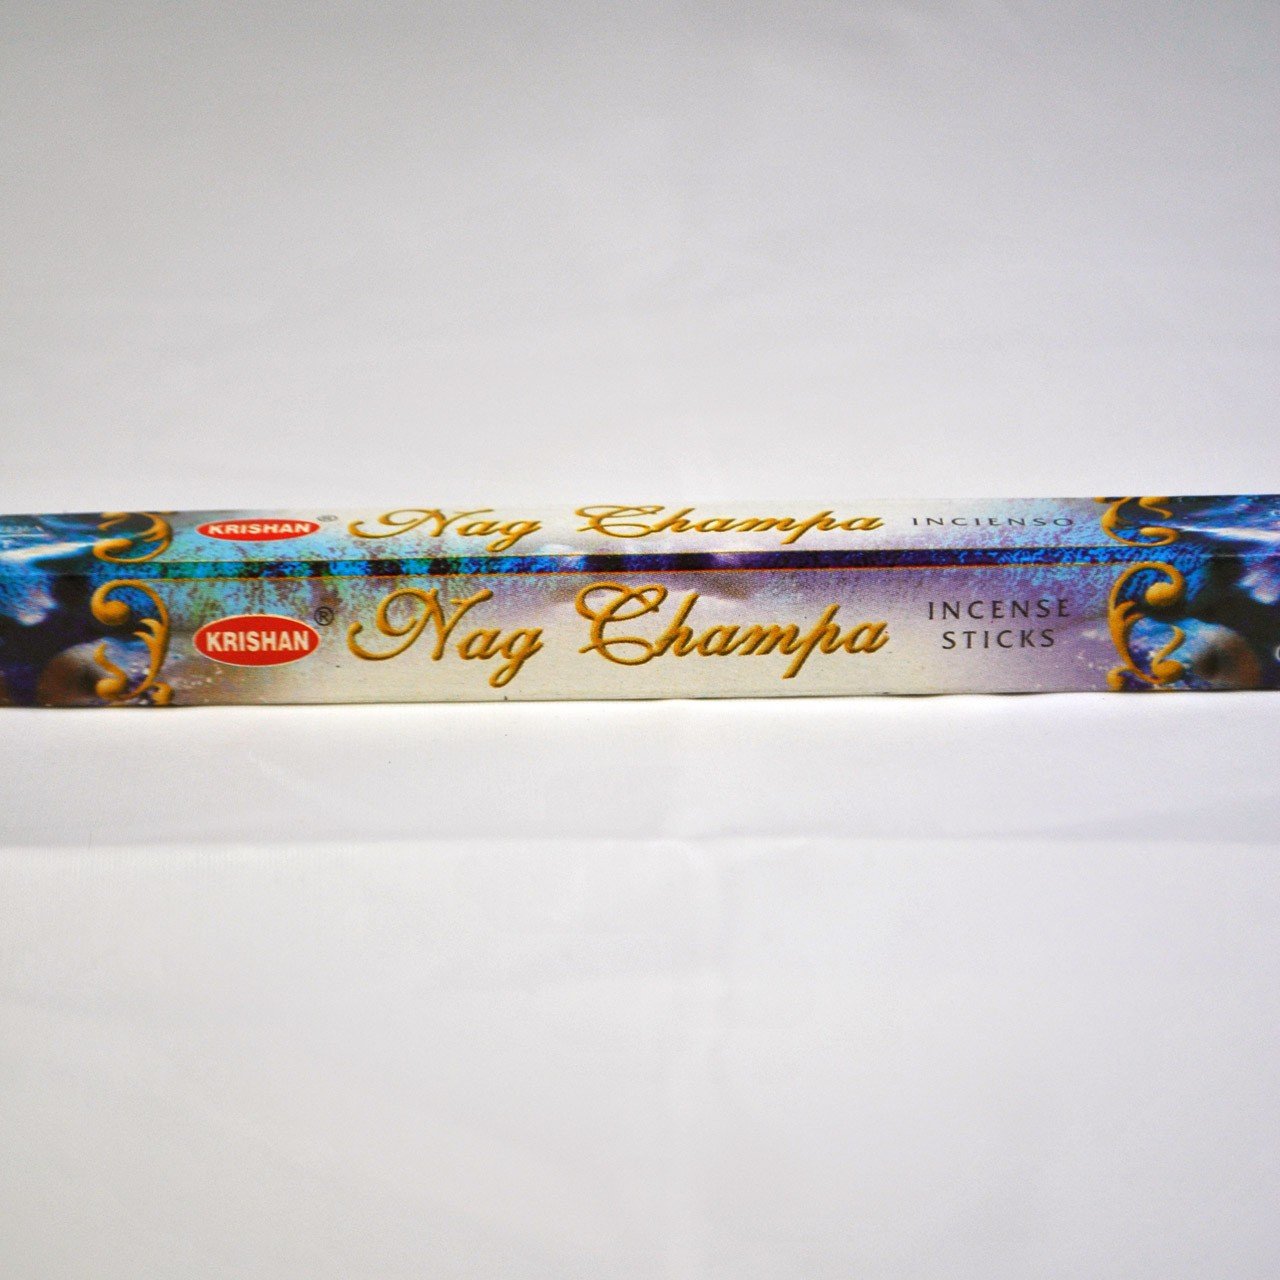 KRISHAN ® Nag Champa INCIENSO
KRISHAN ® Nag Champa INCENSE
STICKS